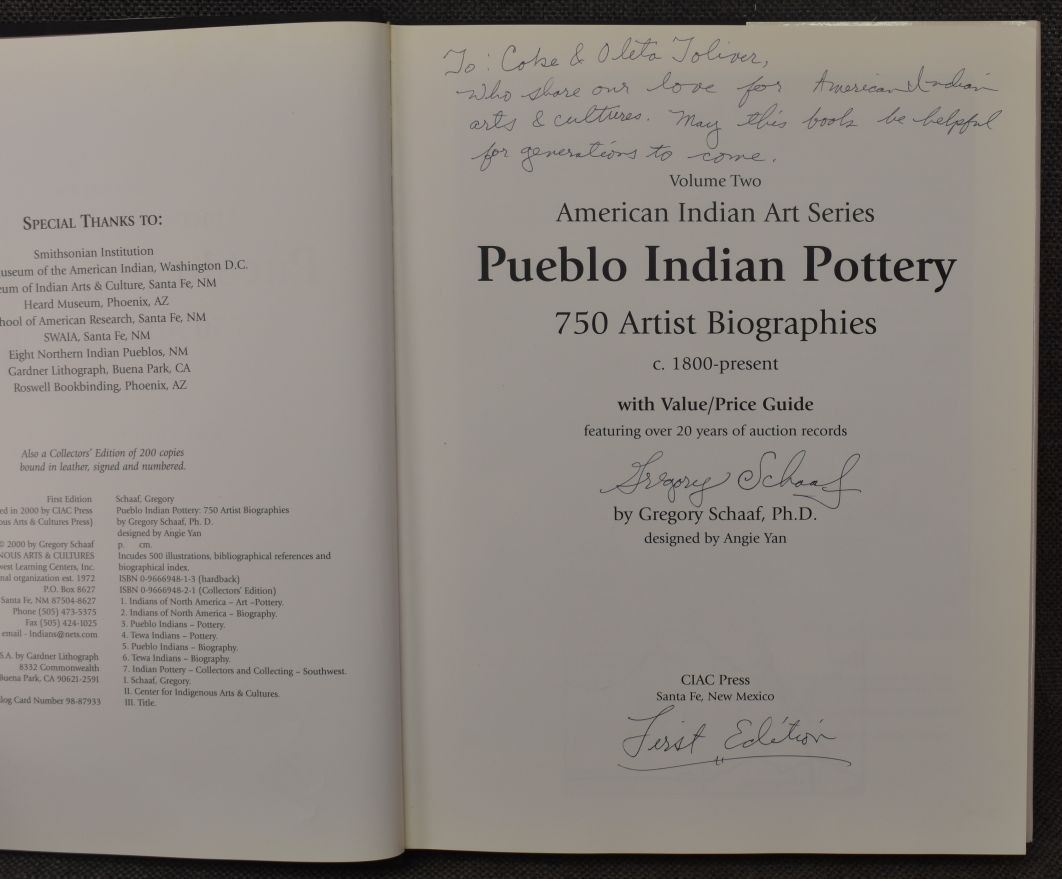 SPECIAL THANKS TO:
Smithsonian Institution
useum of the American Indian, Washington D.C.
eum of Indian Arts & Culture, Santa Fe, NM
Heard Museum, Phoenix, AZ
hool of American Research, Santa Fe, NM
SWAIA, Santa Fe, NM
Eight Northern Indian Pueblos, NM
Gardner Lithograph, Buena Park, CA
Roswell Bookbinding, Phoenix, AZ
Also a Collectors' Edition of 200 copies
bound in leather, signed and numbered.
First Edition
ed in 2000 by CIAC Press
ous Arts & Cultures Press)
© 2000 by Gregory Schaaf
NOUS ARTS & CULTURES
west Learning Centers, Inc.
nal organization est. 1972
P.O. Box 8627
Santa Fe, NM 87504-8627
Phone (505) 473-5375
Fax (505) 424-1025
email - Indians@nets.com
S.A. by Gardner Lithograph
8332 Commonwealth
Buena Park, CA 90621-2591
log Card Number 98-87933
Schaaf, Gregory
Pueblo Indian Pottery: 750 Artist Biographies
by Gregory Schaaf, Ph. D.
designed by Angie Yan
p. cm.
Incudes 500 illustrations, bibliographical references and
biographical index.
ISBN 0-9666948-1-3 (hardback)
ISBN 0-9666948-2-1 (Collectors' Edition)
1. Indians of North America – Art –Pottery.
2. Indians of North America – Biography.
3. Pueblo Indians – Pottery.
4. Tewa Indians – Pottery.
5. Pueblo Indians – Biography.
6. Tewa Indians – Biography.
7. Indian Pottery – Collectors and Collecting – Southwest.
I. Schaaf, Gregory.
II. Center for Indigenous Arts & Cultures.
III. Title.
To: Coke & Oleta Toliver,
Who share our love for American Indian
arts & cultures. May this book be helpful
for generations to come.
Volume Two
American Indian Art Series
Pueblo Indian Pottery
750 Artist Biographies
c. 1800-present
with Value/Price Guide
featuring over 20 years of auction records
Gregory Schaaf
by Gregory Schaaf, Ph.D.
designed by Angie Yan
CIAC Press
Santa Fe, New Mexico
First Edition